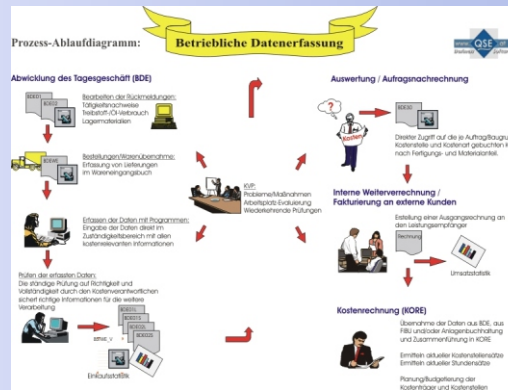 Prozess-Ablaufdiagramm:
Betriebliche Datenerfassung
QSE
Abwicklung des Tagesgeschäft (BDE)
Bearbeiten der Rückmeldungen:
Tätigkeitsnachweise
Treibstoff-/Öl-Verbrauch
Lagermaterialien
Bestellungen/Warenübernahme:
Erfassung von Lieferungen
im Wareneingangsbuch
Erfassen der Daten mit Programmen:
Eingabe der Daten direkt im
Zuständigkeitsbereich mit allen
kostenrelevanten Informationen
Prüfen der erfassten Daten:
Die ständige Prüfung auf Richtigkeit und
Vollständigkeit durch den Kostenverantwortlichen
sichert richtige Informationen für die weitere
Verarbeitung
Einkaufsstatistik
KVP:
Probleme/Maßnahmen
Arbeitsplatz-Evaluierung
Wiederkehrende Prüfungen
Auswertung / Aufragsnachrechnung
?
Kosten
Direkter Zugriff auf die je Auftrag/Baugru
Kostenstelle und Kostenart gebuchten K
nach Fertigungs- und Materialanteil.
Interne Weiterverrechnung /
Fakturierung an externe Kunden
Erstellung einer Ausgangsrechnung an
den Leistungsempfänger
Rechnung
Umsatzstatistik
Kostenrechnung (KORE)
Übernahme der Daten aus BDE, aus
FIBU und/oder Anlagenbuchhaltung
und Zusammenführung in KORE
Ermitteln aktueller Kostenstellensätze
Ermitteln aktueller Stundensätze
Planung/Budgetierung der
Kostenträger und Kostenstellen